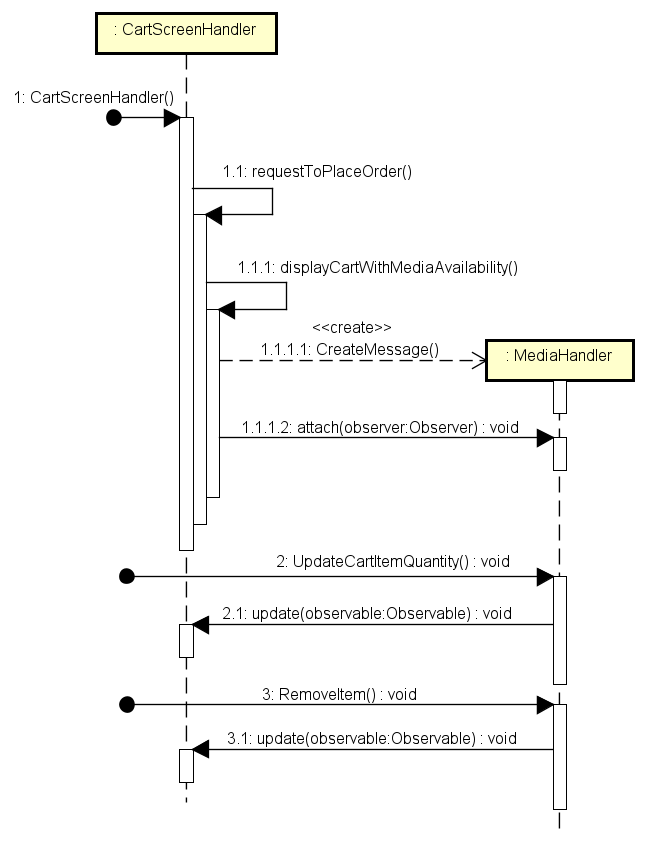 : CartScreenHandler
1: CartScreenHandler()
1.1: requestToPlaceOrder()
1.1.1: displayCartWithMediaAvailability()
<<create>>
1.1.1.1: CreateMessage()
: MediaHandler
1.1.1.2: attach(observer:Observer) : void
2: UpdateCartItemQuantity() : void
2.1: update(observable:Observable) : void
3: RemoveItem() : void
3.1: update(observable:Observable) : void